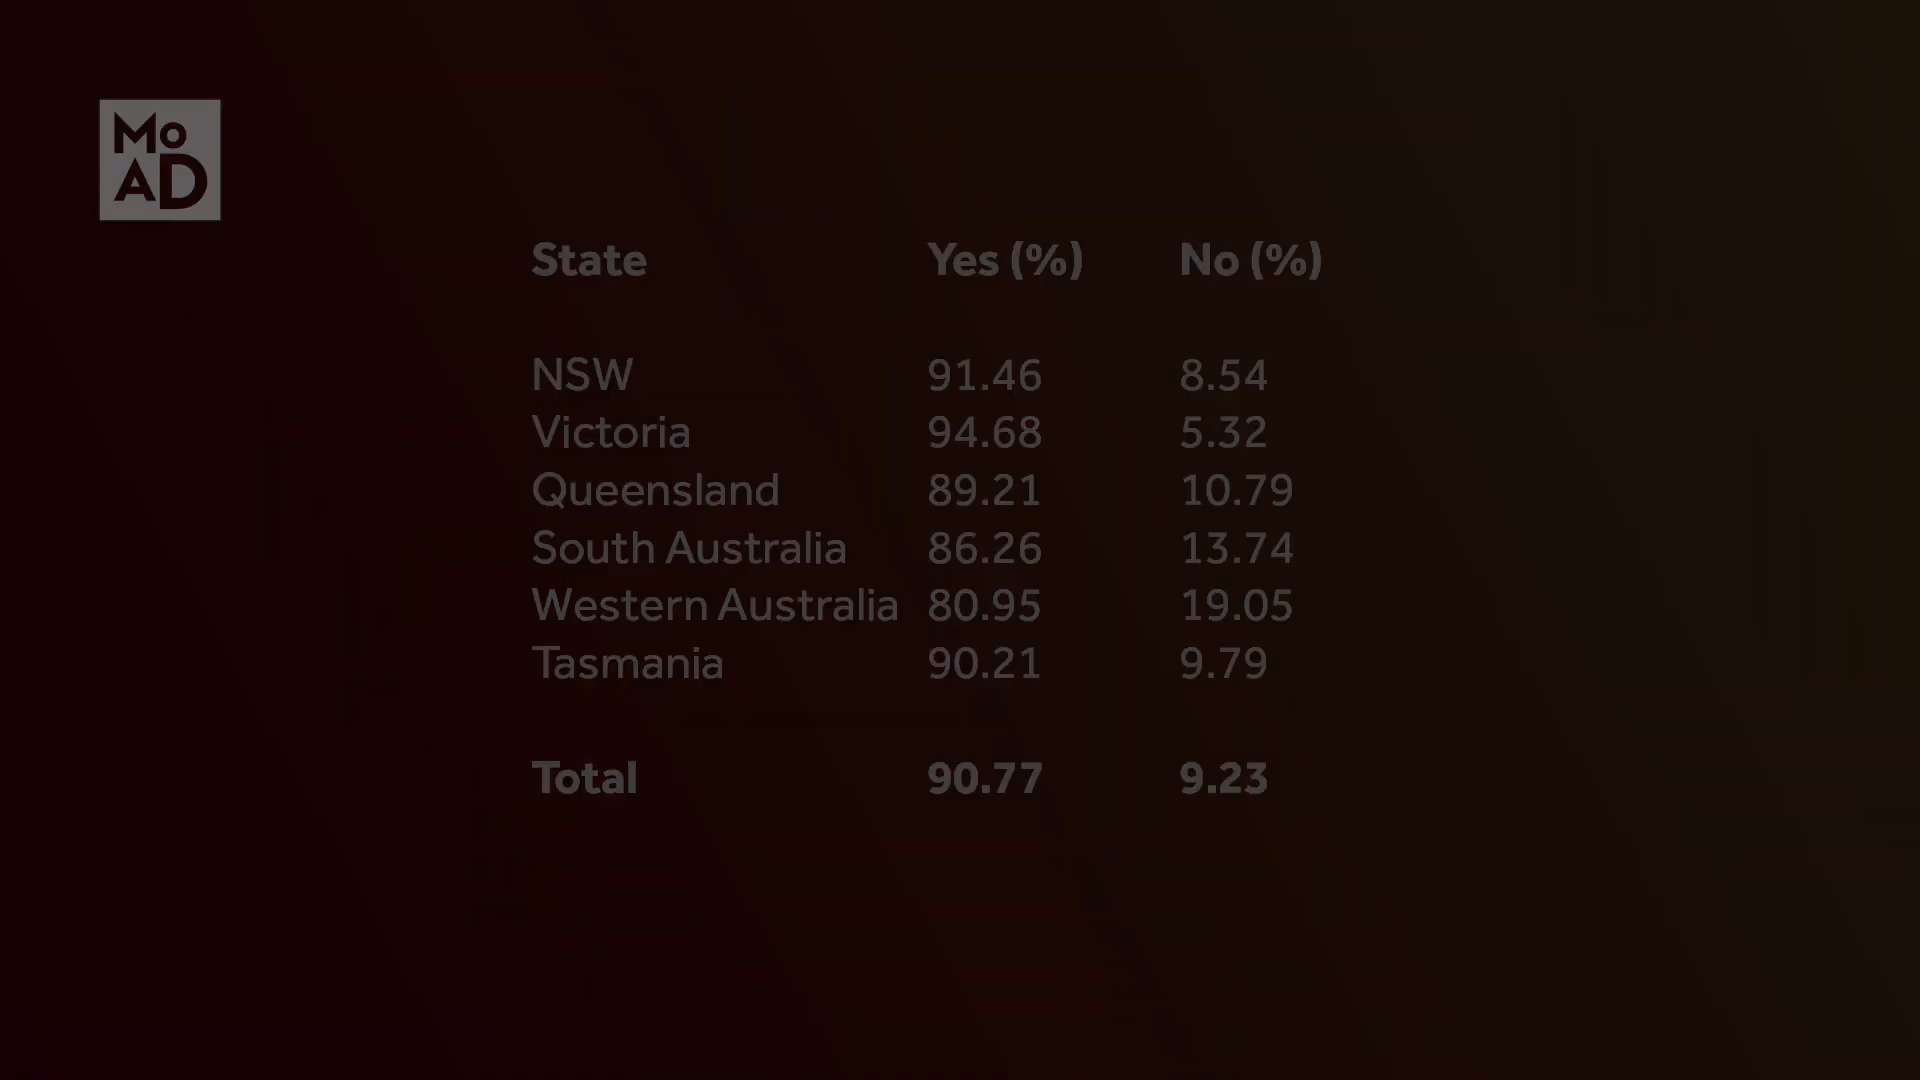 Mo
AD
State Yes (%) No (%)
NSW 91.46 8.54
Victoria 94.68 5.32
Queensland 89.21 10.79
South Australia 86.26 13.74
Western Australia 80.95 19.05
Tasmania 90.21 9.79
Total 90.77 9.23